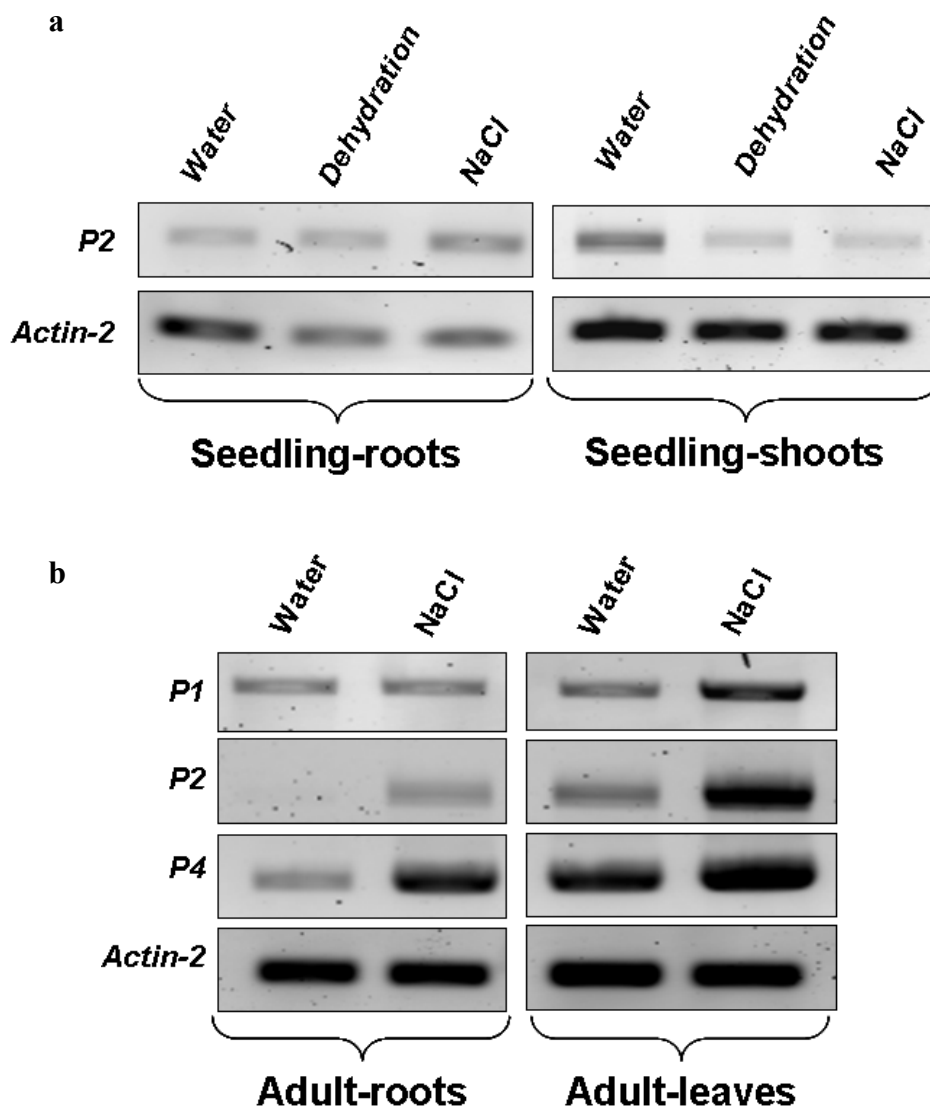 a
Water Dehydration NaCl Water Dehydration NaCl
P2
Actin-2
Seedling-roots Seedling-shoots
b
Water NaCl Water NaCl
P1
P2
P4
Actin-2
Adult-roots Adult-leaves